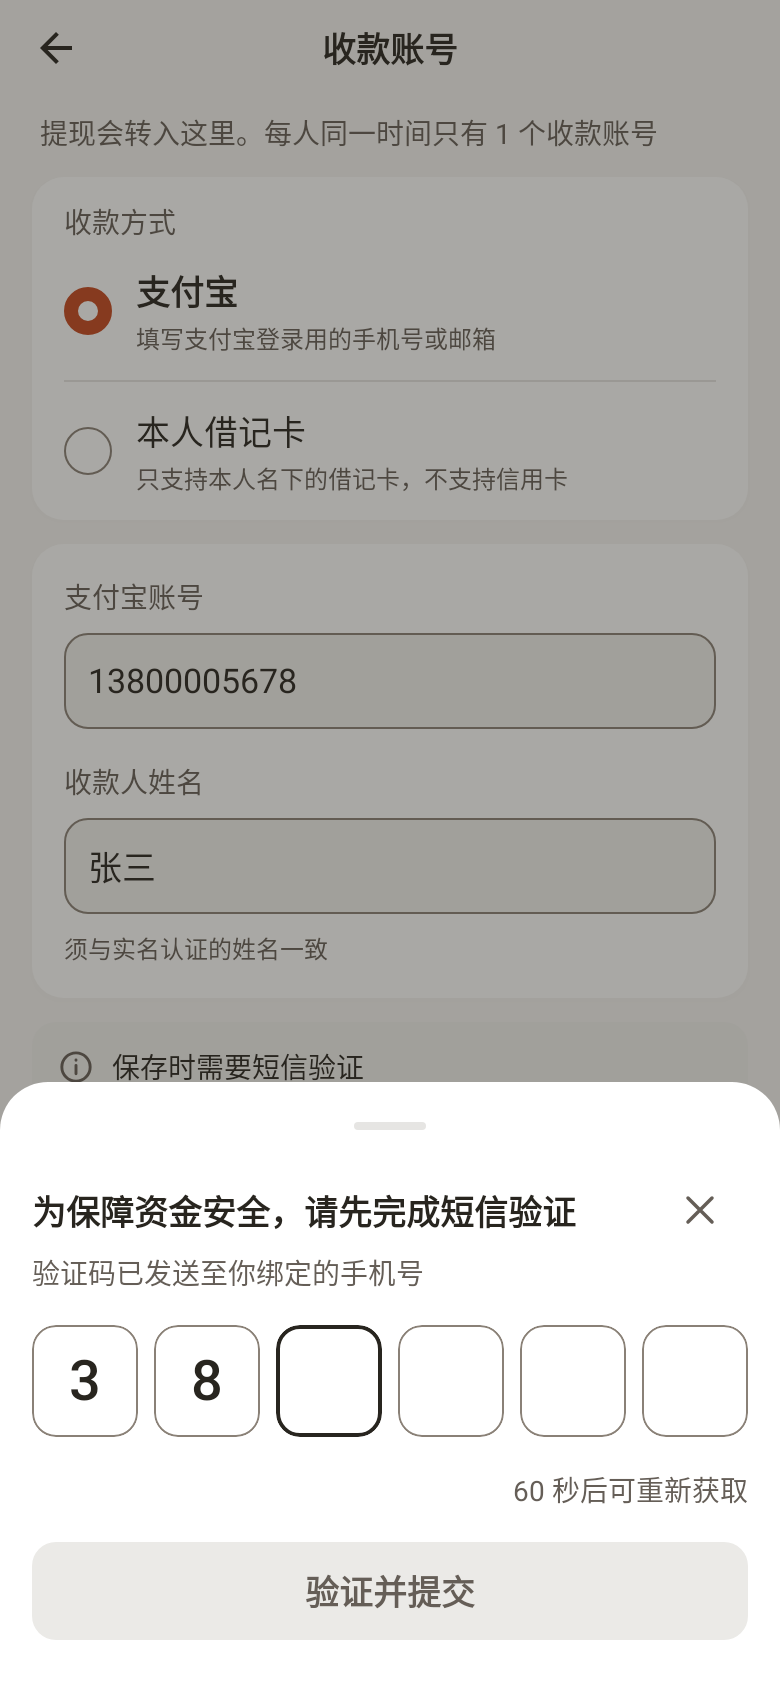 收款账号
提现会转入这里。每人同一时间只有 1 个收款账号
收款方式
支付宝
填写支付宝登录用的手机号或邮箱
本人借记卡
只支持本人名下的借记卡，不支持信用卡
支付宝账号
13800005678
收款人姓名
张三
须与实名认证的姓名一致
保存时需要短信验证
为保障资金安全，请先完成短信验证
验证码已发送至你绑定的手机号
3 8
60 秒后可重新获取
验证并提交